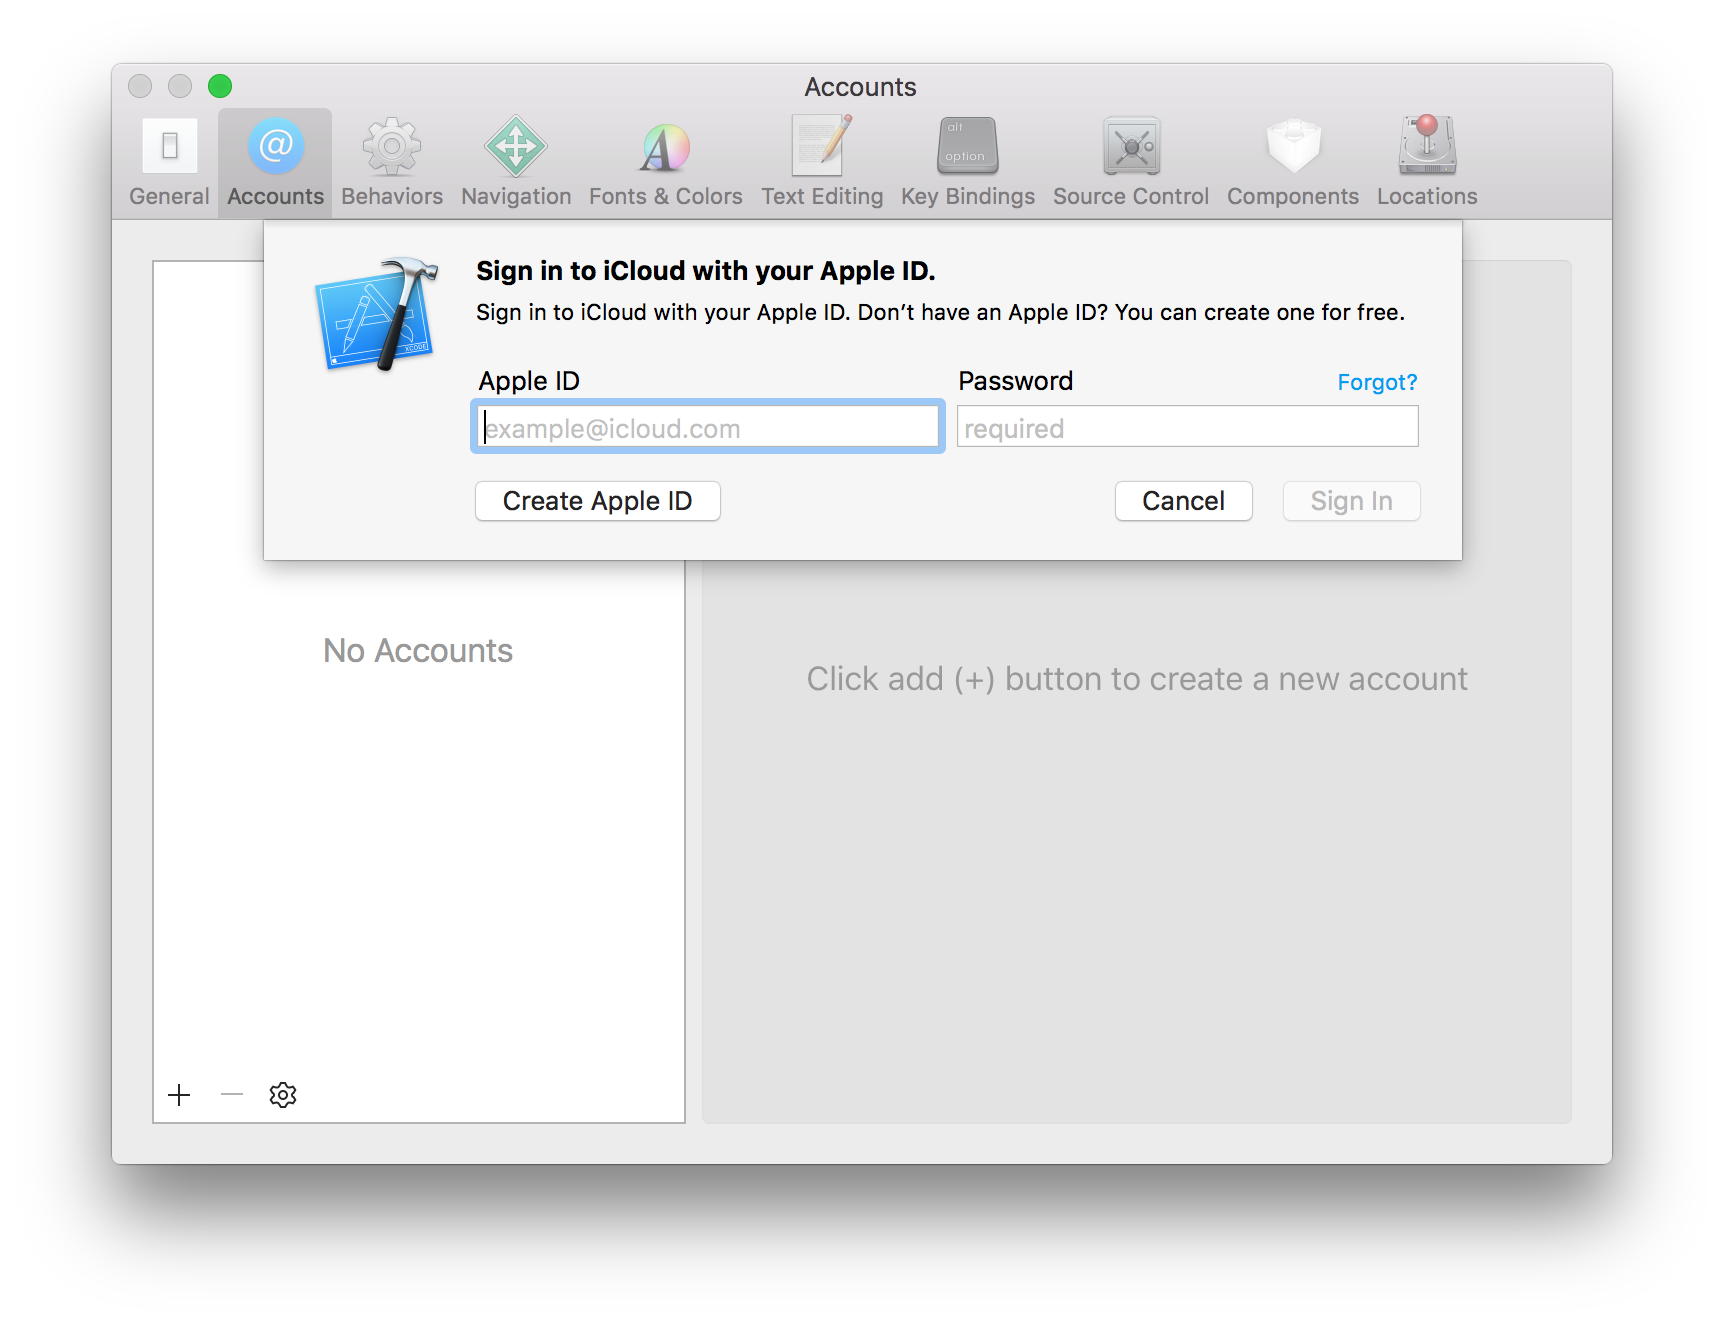 Accounts
General Accounts Behaviors Navigation Fonts & Colors Text Editing Key Bindings Source Control Components Locations
alt
option
Sign in to iCloud with your Apple ID.
Sign in to iCloud with your Apple ID. Don’t have an Apple ID? You can create one for free.
XCODE
Apple ID Password Forgot?
example@icloud.com required
Create Apple ID Cancel Sign In
No Accounts
Click add (+) button to create a new account